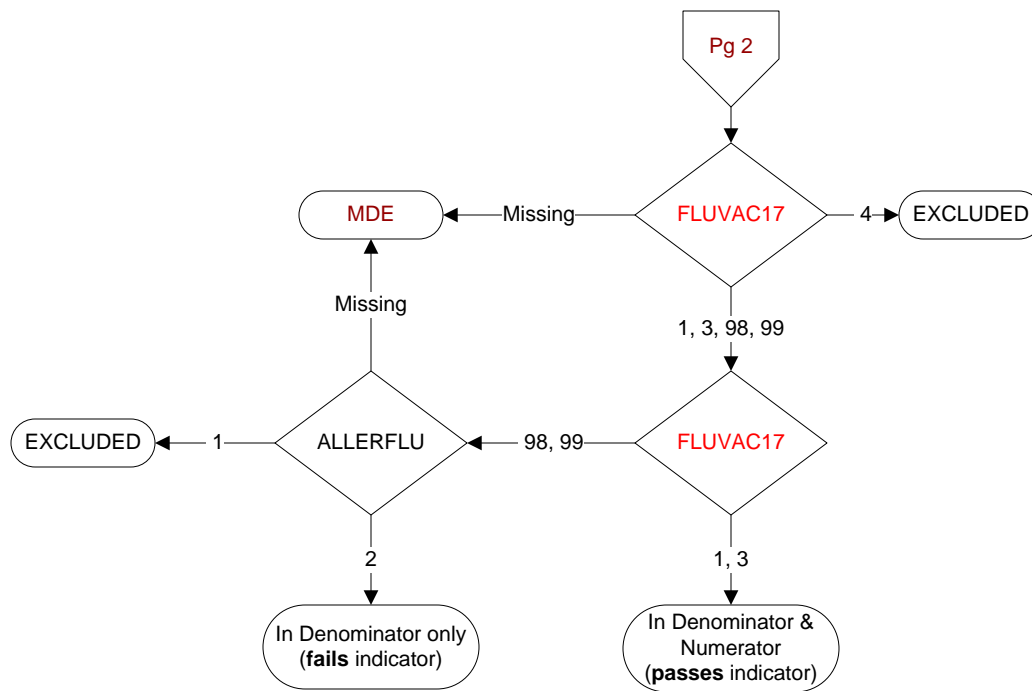 Pg 2
MDE
Missing
FLUVAC17
4
EXCLUDED
Missing
1, 3, 98, 99
EXCLUDED
1
ALLERFLU
98, 99
FLUVAC17
2
1, 3
In Denominator only
(fails indicator)
In Denominator &
Numerator
(passes indicator)